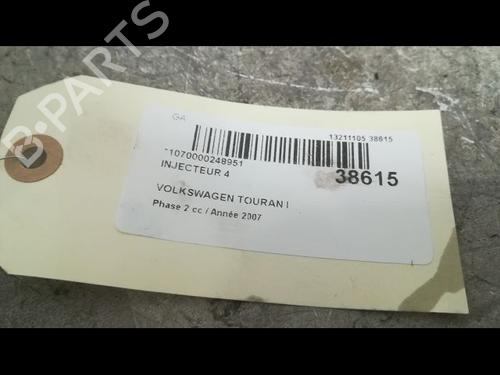 B-PARTS
GA
13211105 38615
*1070000248951
INJECTEUR 4
38615
VOLKSWAGEN TOURAN I
Phase 2 cc / Année 2007